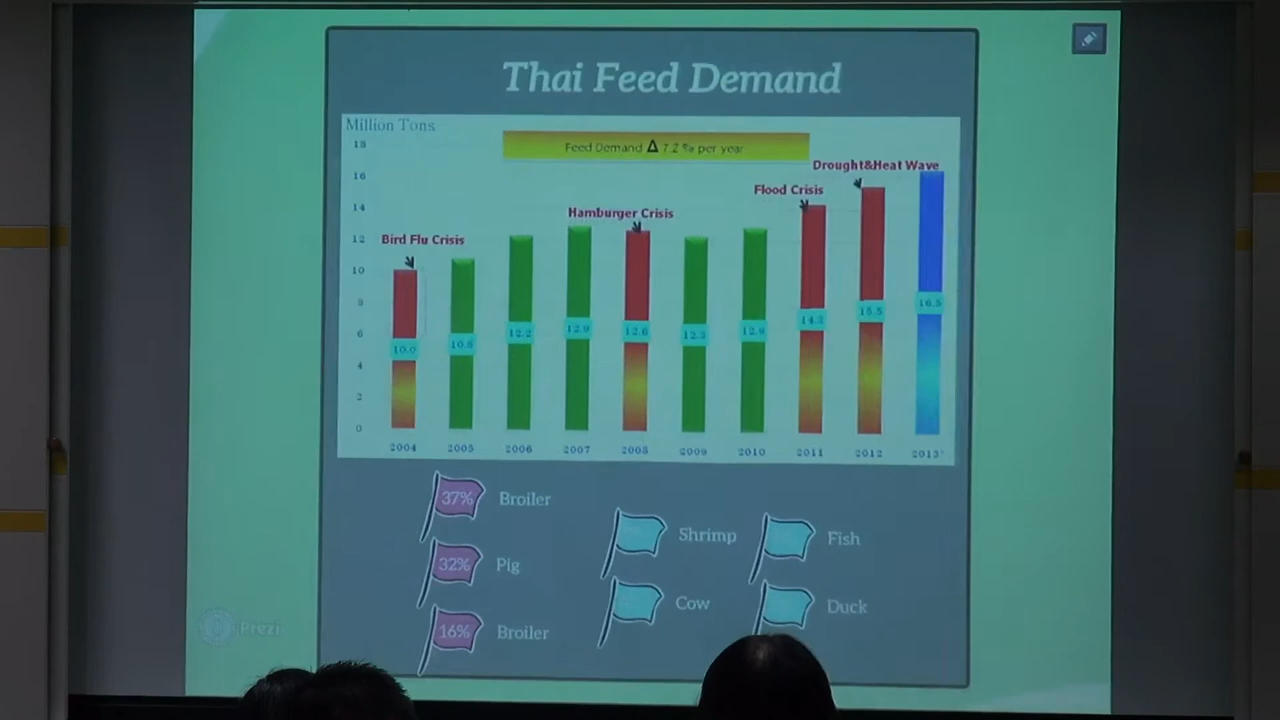 Thai Feed Demand
Million Tons
Feed Demand Δ 7.2 % per year
18
16
14
12
10
8
6
4
2
0
Bird Flu Crisis
Hamburger Crisis
Flood Crisis
Drought&Heat Wave
10.0
10.8
12.2
12.9
12.6
12.3
12.9
14.3
15.5
16.5
2004
2005
2006
2007
2008
2009
2010
2011
2012
2013*
37% Broiler
32% Pig
16% Broiler
Shrimp
Cow
Fish
Duck
Prezi